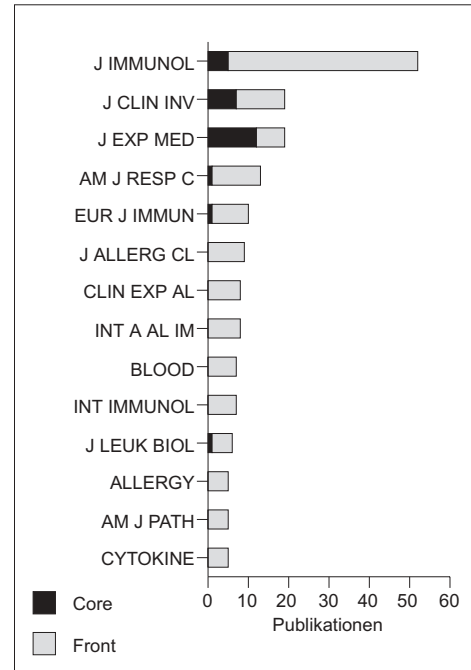 J IMMUNOL
J CLIN INV
J EXP MED
AM J RESP C
EUR J IMMUN
J ALLERG CL
CLIN EXP AL
INT A AL IM
BLOOD
INT IMMUNOL
J LEUK BIOL
ALLERGY
AM J PATH
CYTOKINE
0 10 20 30 40 50 60
Publikationen
Core
Front